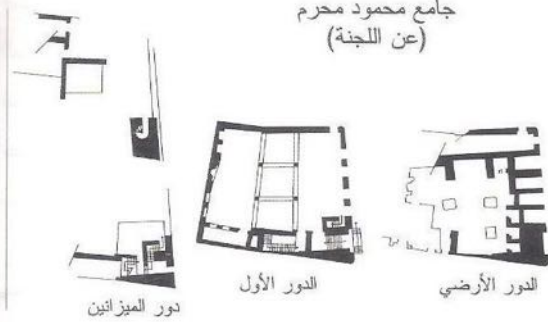 جامع محمود محرم
(عن اللجنة)
الدور الأرضي
الدور الأول
دور الميزانين